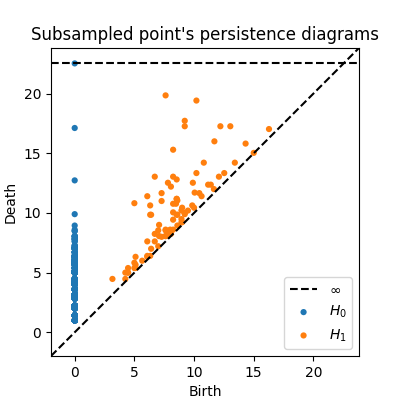 Subsampled point's persistence diagrams
Death
20
15
10
5
0
∞
H₀
H₁
0 5 10 15 20
Birth